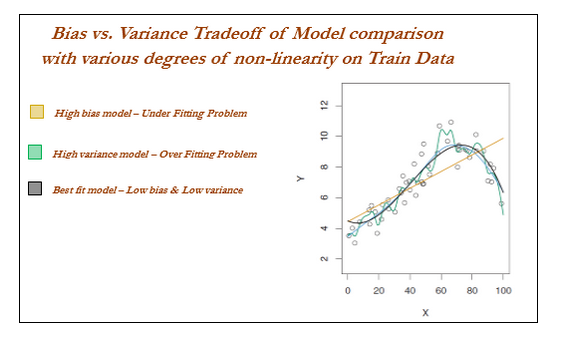 Bias vs. Variance Tradeoff of Model comparison
with various degrees of non-linearity on Train Data
High bias model – Under Fitting Problem
High variance model – Over Fitting Problem
Best fit model – Low bias & Low variance
Y
12
10
8
6
4
2
0 20 40 60 80 100
X